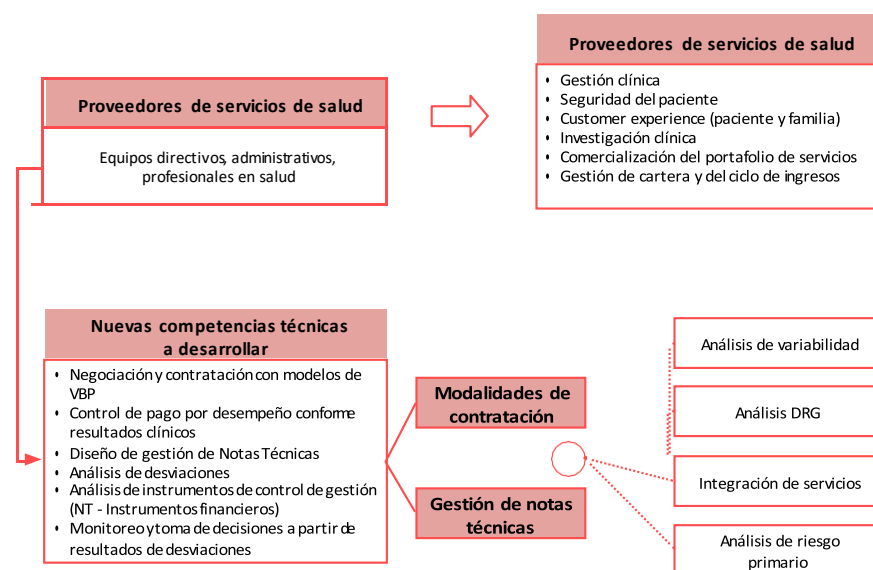 Proveedores de servicios de salud
Equipos directivos, administrativos,
profesionales en salud
Proveedores de servicios de salud
• Gestión clínica
• Seguridad del paciente
• Customer experience (paciente y familia)
• Investigación clínica
• Comercialización del portafolio de servicios
• Gestión de cartera y del ciclo de ingresos
Nuevas competencias técnicas
a desarrollar
• Negociación y contratación con modelos de
VBP
• Control de pago por desempeño conforme
resultados clínicos
• Diseño de gestión de Notas Técnicas
• Análisis de desviaciones
• Análisis de instrumentos de control de gestión
(NT - Instrumentos financieros)
• Monitoreo y toma de decisiones a partir de
resultados de desviaciones
Modalidades de
contratación
Gestión de notas
técnicas
Análisis de variabilidad
Análisis DRG
Integración de servicios
Análisis de riesgo
primario